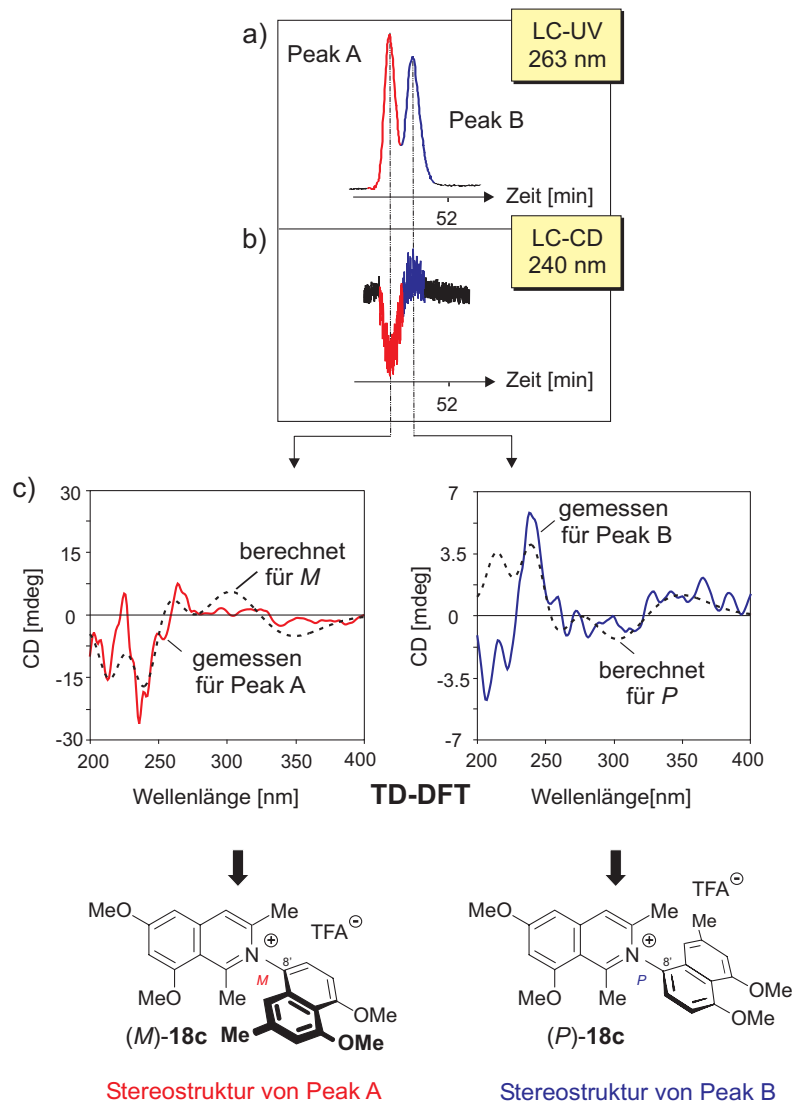 a)
LC-UV
263 nm
Peak A
Peak B
Zeit [min]
52
b)
LC-CD
240 nm
Zeit [min]
52
c)
30
15
0
-15
-30
CD [mdeg]
berechnet
für M
gemessen
für Peak A
200 250 300 350 400
Wellenlänge [nm]
7
3.5
0
-3.5
-7
CD [mdeg]
gemessen
für Peak B
berechnet
für P
200 250 300 350 400
Wellenlänge[nm]
TD-DFT
MeO
Me
TFA⊖
⊕
N
8'
M
MeO
Me
OMe
Me
OMe
(M)-18c
Stereostruktur von Peak A
TFA⊖
MeO
Me
Me
⊕
N
8'
P
MeO
Me
OMe
OMe
(P)-18c
Stereostruktur von Peak B